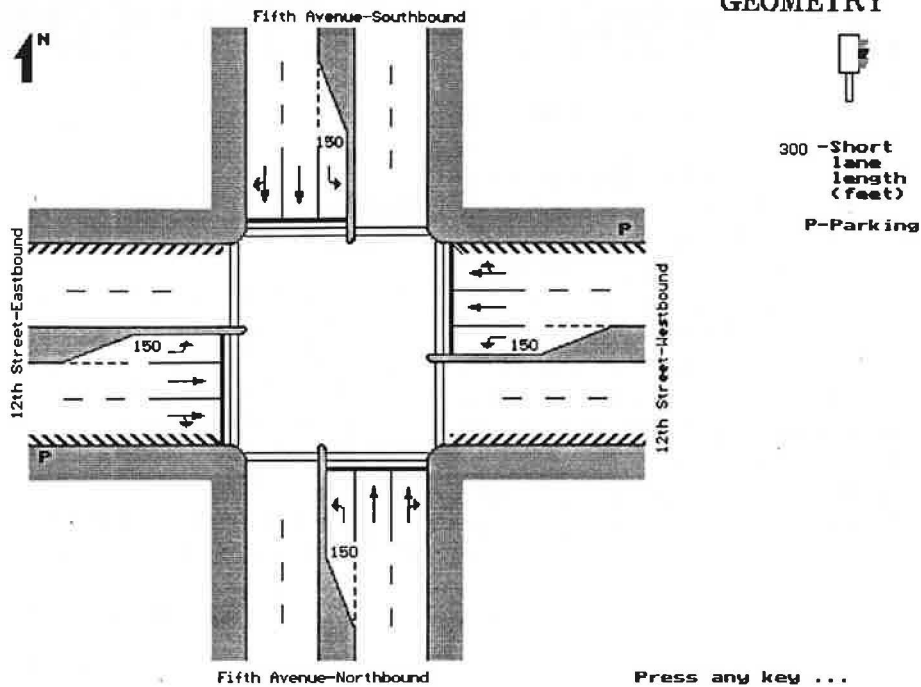 GEOMETRY
Fifth Avenue-Southbound
N
150
300 -Short
lane
length
(feet)
P-Parking
P
12th Street-Eastbound
150
150
12th Street-Westbound
P
150
Fifth Avenue-Northbound
Press any key ...